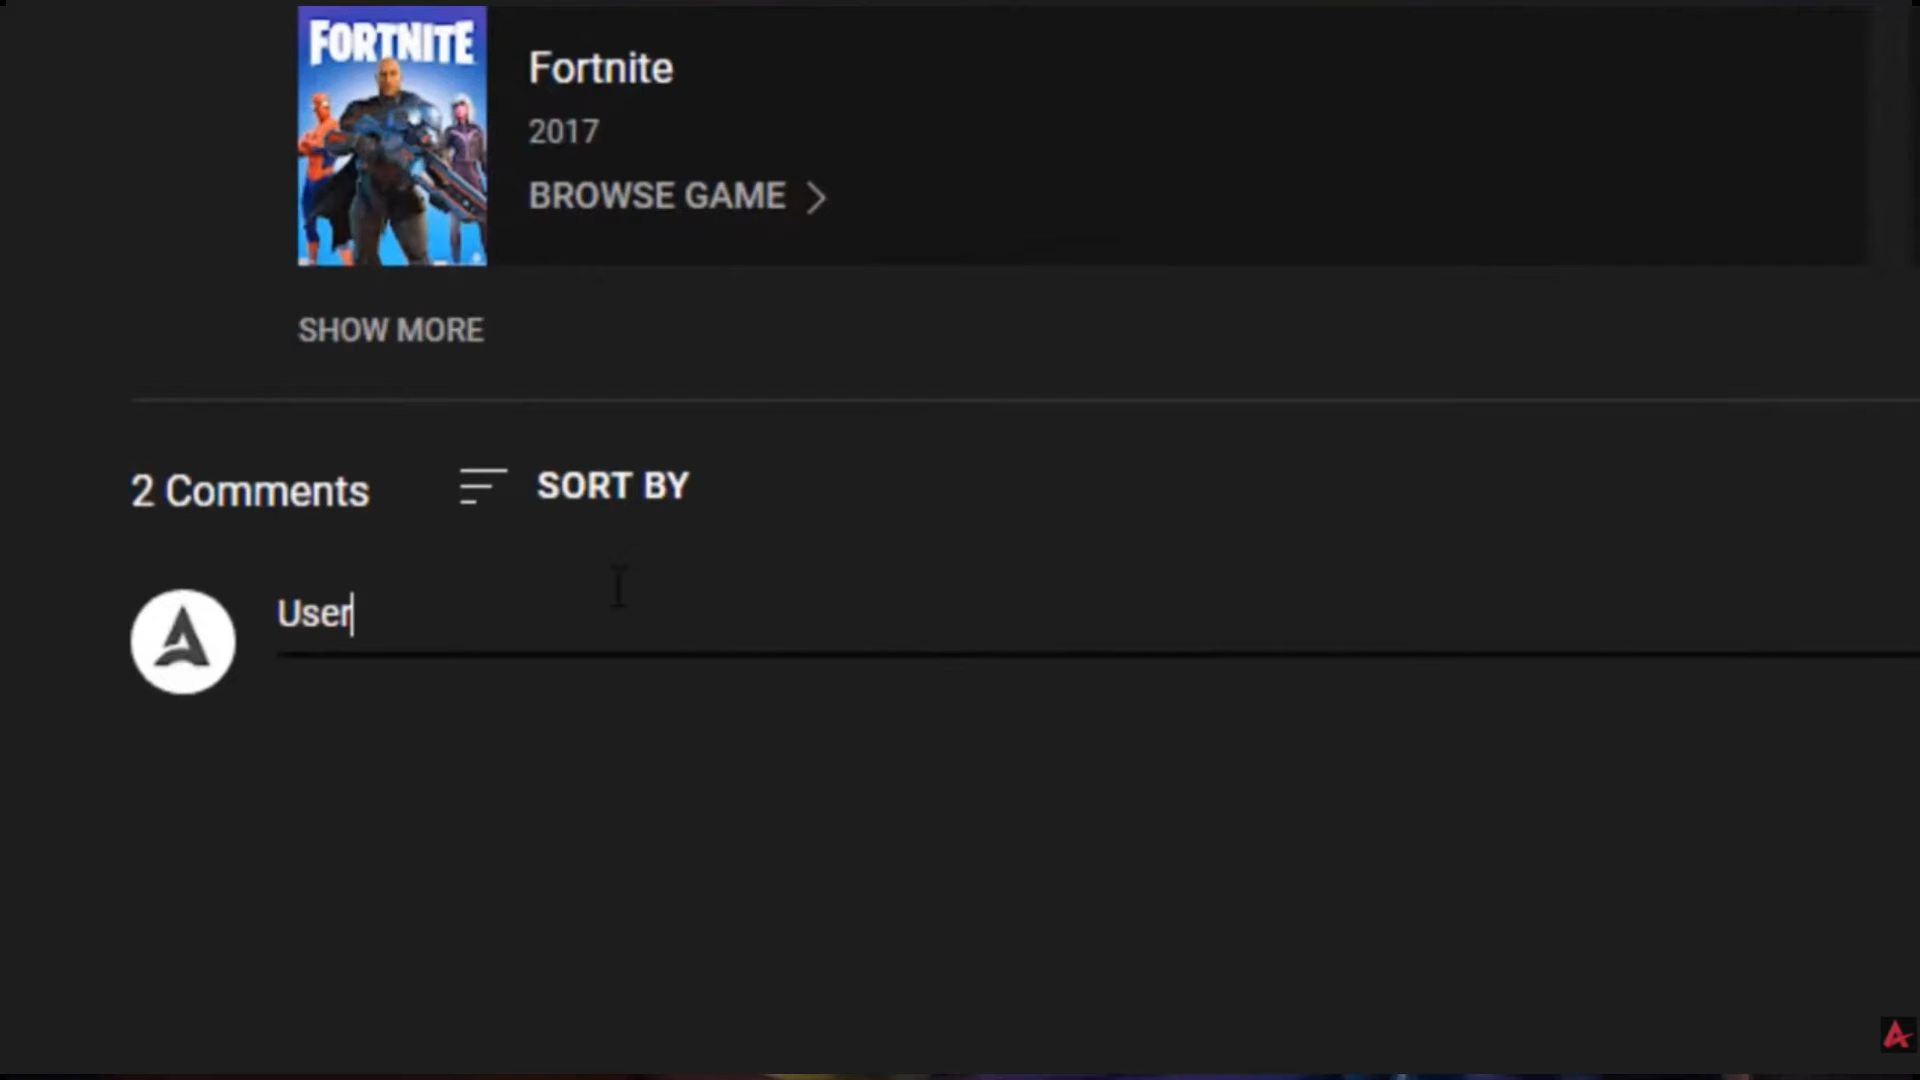 FORTNITE
Fortnite
2017
BROWSE GAME
SHOW MORE
2 Comments
SORT BY
User